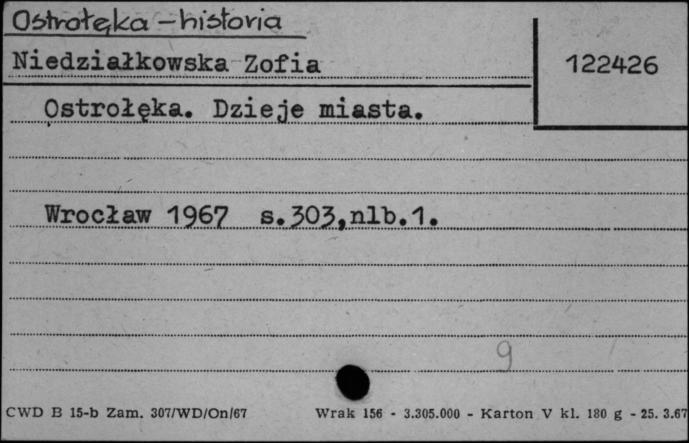 Ostrołęka - historia
Niedziałkowska Zofia
122426
Ostrołęka. Dzieje miasta.
Wrocław 1967 s.303,nlb.1.
9
CWD B 15-b Zam. 307/WD/On/67 Wrak 156 - 3.305.000 - Karton V kl. 180 g - 25. 3.67